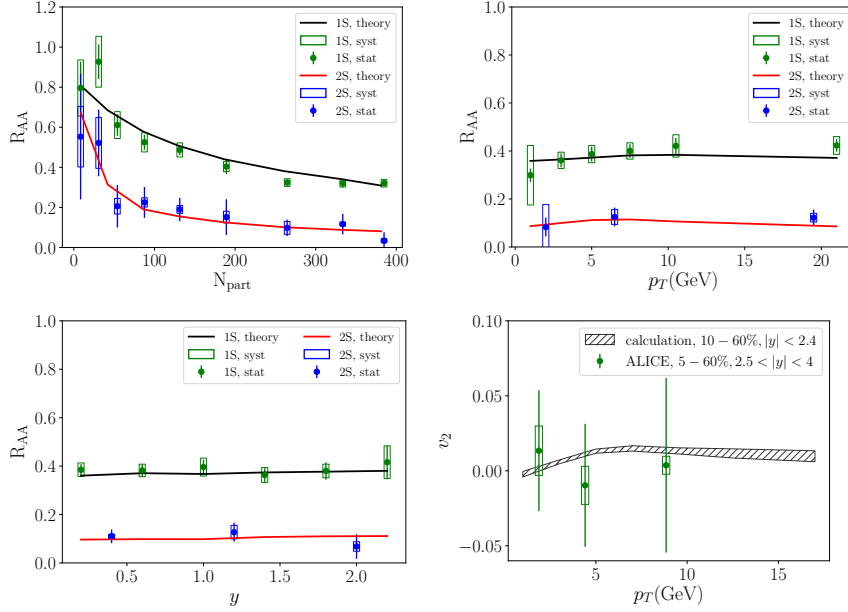 1.2
1.0
0.8
0.6
0.4
0.2
0.0
R_AA
0 100 200 300 400
N_part
1S, theory
1S, syst
1S, stat
2S, theory
2S, syst
2S, stat
1.0
0.8
0.6
0.4
0.2
0.0
R_AA
0 5 10 15 20
p_T(GeV)
1S, theory
1S, syst
1S, stat
2S, theory
2S, syst
2S, stat
1.0
0.8
0.6
0.4
0.2
0.0
R_AA
0.5 1.0 1.5 2.0
y
1S, theory 2S, theory
1S, syst 2S, syst
1S, stat 2S, stat
0.10
0.05
0.00
−0.05
v_2
5 10 15
p_T(GeV)
calculation, 10 − 60%, |y| < 2.4
ALICE, 5 − 60%, 2.5 < |y| < 4